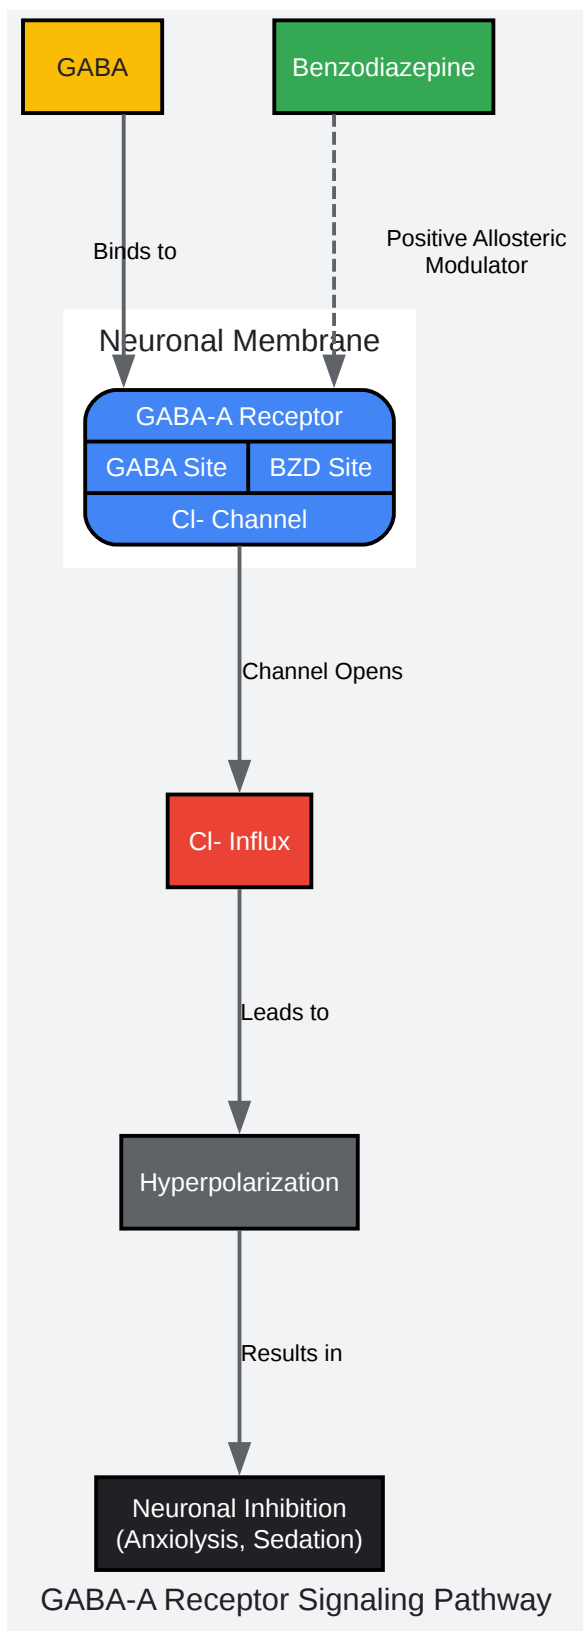 GABA
Benzodiazepine
Binds to
Positive Allosteric
Modulator
Neuronal Membrane
GABA-A Receptor
GABA Site
BZD Site
Cl- Channel
Channel Opens
Cl- Influx
Leads to
Hyperpolarization
Results in
Neuronal Inhibition
(Anxiolysis, Sedation)
GABA-A Receptor Signaling Pathway